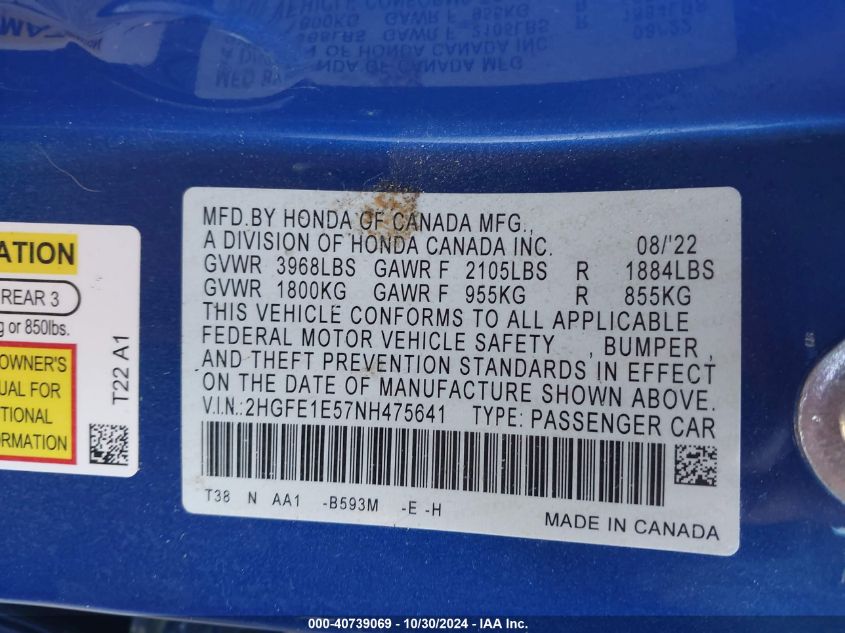 ATION
REAR 3
g or 850lbs.
OWNER'S
UAL FOR
TIONAL
ORMATION
T22 A1
MFD.BY HONDA OF CANADA MFG.,
A DIVISION OF HONDA CANADA INC. 08/'22
GVWR 3968LBS GAWR F 2105LBS R 1884LBS
GVWR 1800KG GAWR F 955KG R 855KG
THIS VEHICLE CONFORMS TO ALL APPLICABLE
FEDERAL MOTOR VEHICLE SAFETY , BUMPER ,
AND THEFT PREVENTION STANDARDS IN EFFECT
ON THE DATE OF MANUFACTURE SHOWN ABOVE.
V.I.N.:2HGFE1E57NH475641 TYPE: PASSENGER CAR
T38 N AA1 -B593M -E -H
MADE IN CANADA
000-40739069 - 10/30/2024 - IAA Inc.